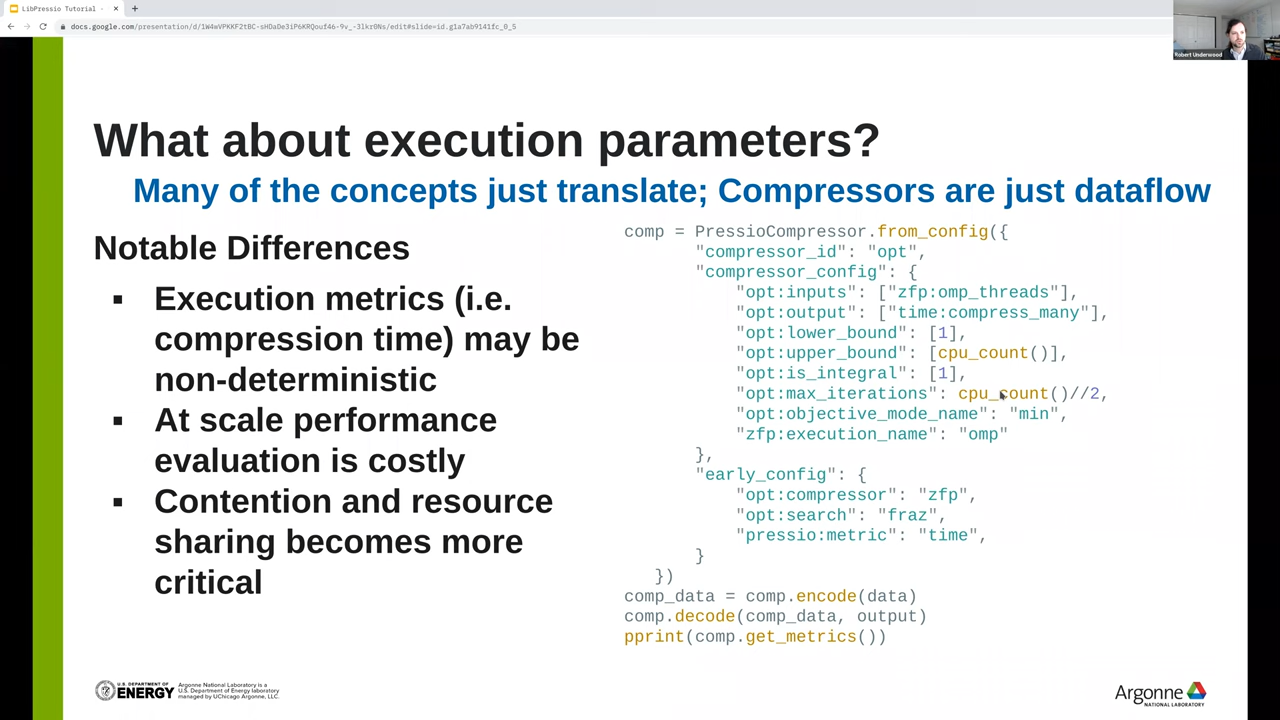 LibPressio Tutorial -
docs.google.com/presentation/d/1W4wVPKKF2tBC-sHOaDe3iP6KRQouf46-9v_-3lkr0Ns/edit#slide=id.g1a7ab9141fc_0_5
Robert Underwood
What about execution parameters?
Many of the concepts just translate; Compressors are just dataflow
Notable Differences
▪ Execution metrics (i.e.
compression time) may be
non-deterministic
▪ At scale performance
evaluation is costly
▪ Contention and resource
sharing becomes more
critical
comp = PressioCompressor.from_config({
"compressor_id": "opt",
"compressor_config": {
"opt:inputs": ["zfp:omp_threads"],
"opt:output": ["time:compress_many"],
"opt:lower_bound": [1],
"opt:upper_bound": [cpu_count()],
"opt:is_integral": [1],
"opt:max_iterations": cpu_count()//2,
"opt:objective_mode_name": "min",
"zfp:execution_name": "omp"
},
"early_config": {
"opt:compressor": "zfp",
"opt:search": "fraz",
"pressio:metric": "time",
}
})
comp_data = comp.encode(data)
comp.decode(comp_data, output)
pprint(comp.get_metrics())
U.S. DEPARTMENT OF
ENERGY
Argonne National Laboratory is a
U.S. Department of Energy laboratory
managed by UChicago Argonne, LLC.
Argonne
NATIONAL LABORATORY